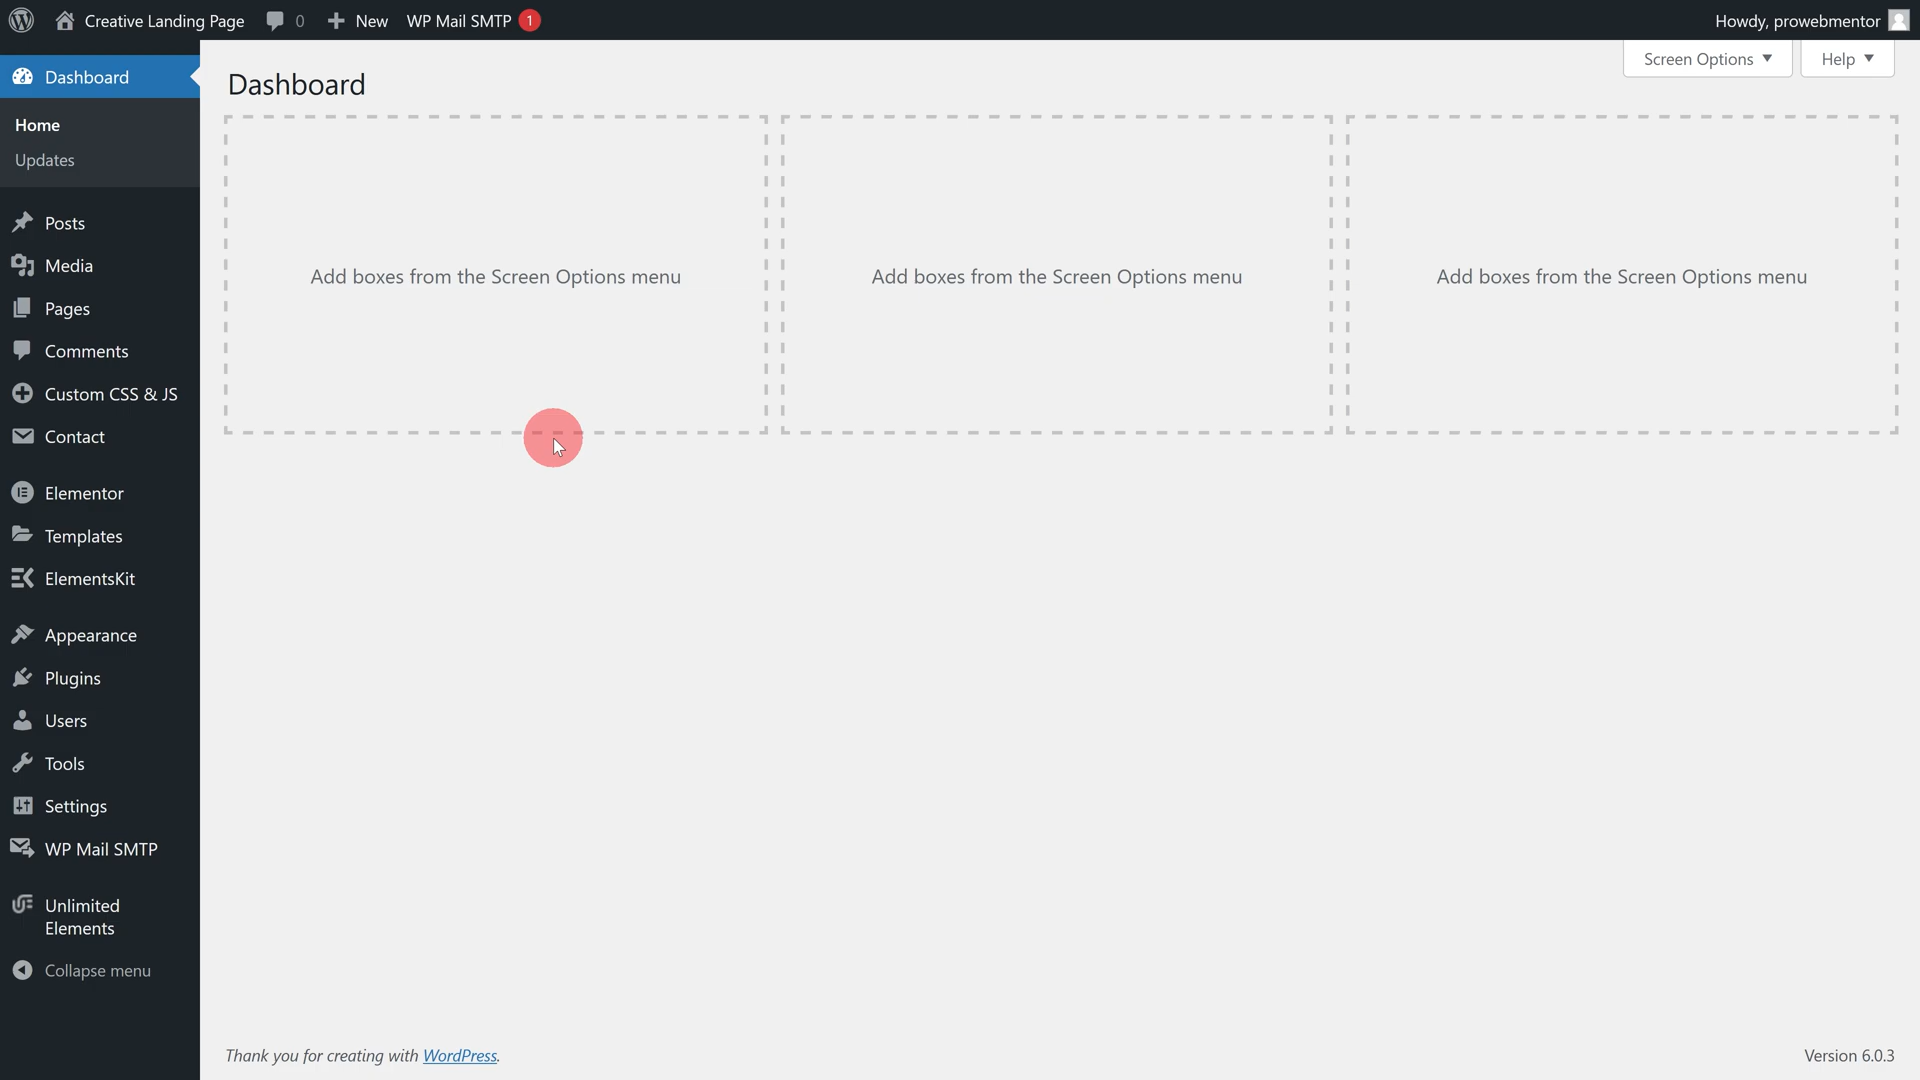 Creative Landing Page 0 New WP Mail SMTP 1 Howdy, prowebmentor
Screen Options Help
Dashboard
Home
Updates
Posts
Media
Pages
Comments
Custom CSS & JS
Contact
Elementor
Templates
ElementsKit
Appearance
Plugins
Users
Tools
Settings
WP Mail SMTP
Unlimited
Elements
Collapse menu
Dashboard
Add boxes from the Screen Options menu
Add boxes from the Screen Options menu
Add boxes from the Screen Options menu
Thank you for creating with WordPress.
Version 6.0.3